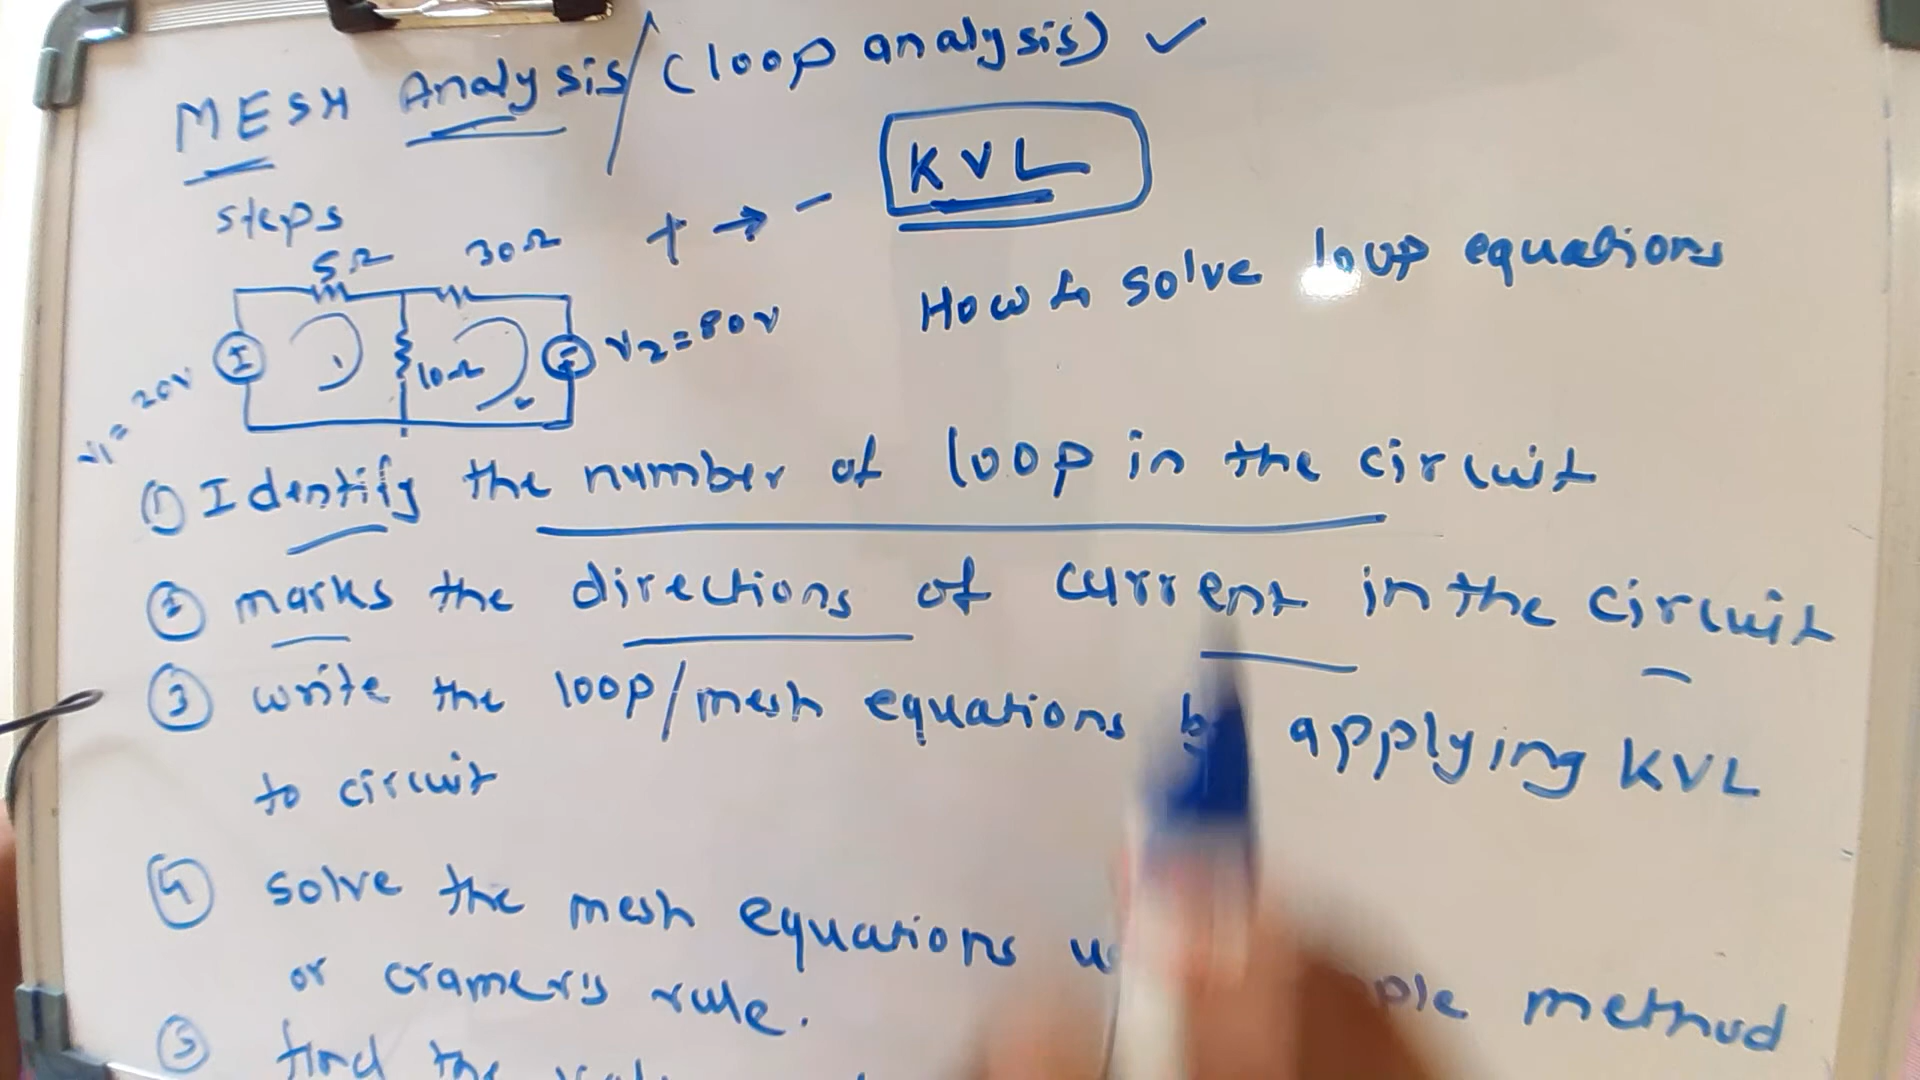 MESH Analysis/(loop analysis) ✓
KVL
steps
+ → -
5Ω
30Ω
How to solve loop equations
V1 = 20V
10Ω
V2 = 80V
① Identify the number of loop in the circuit
② marks the directions of current in the circuit
③ write the loop/mesh equations by applying KVL
to circuit
④ solve the mesh equations method
or cramer's rule.
⑤ find the